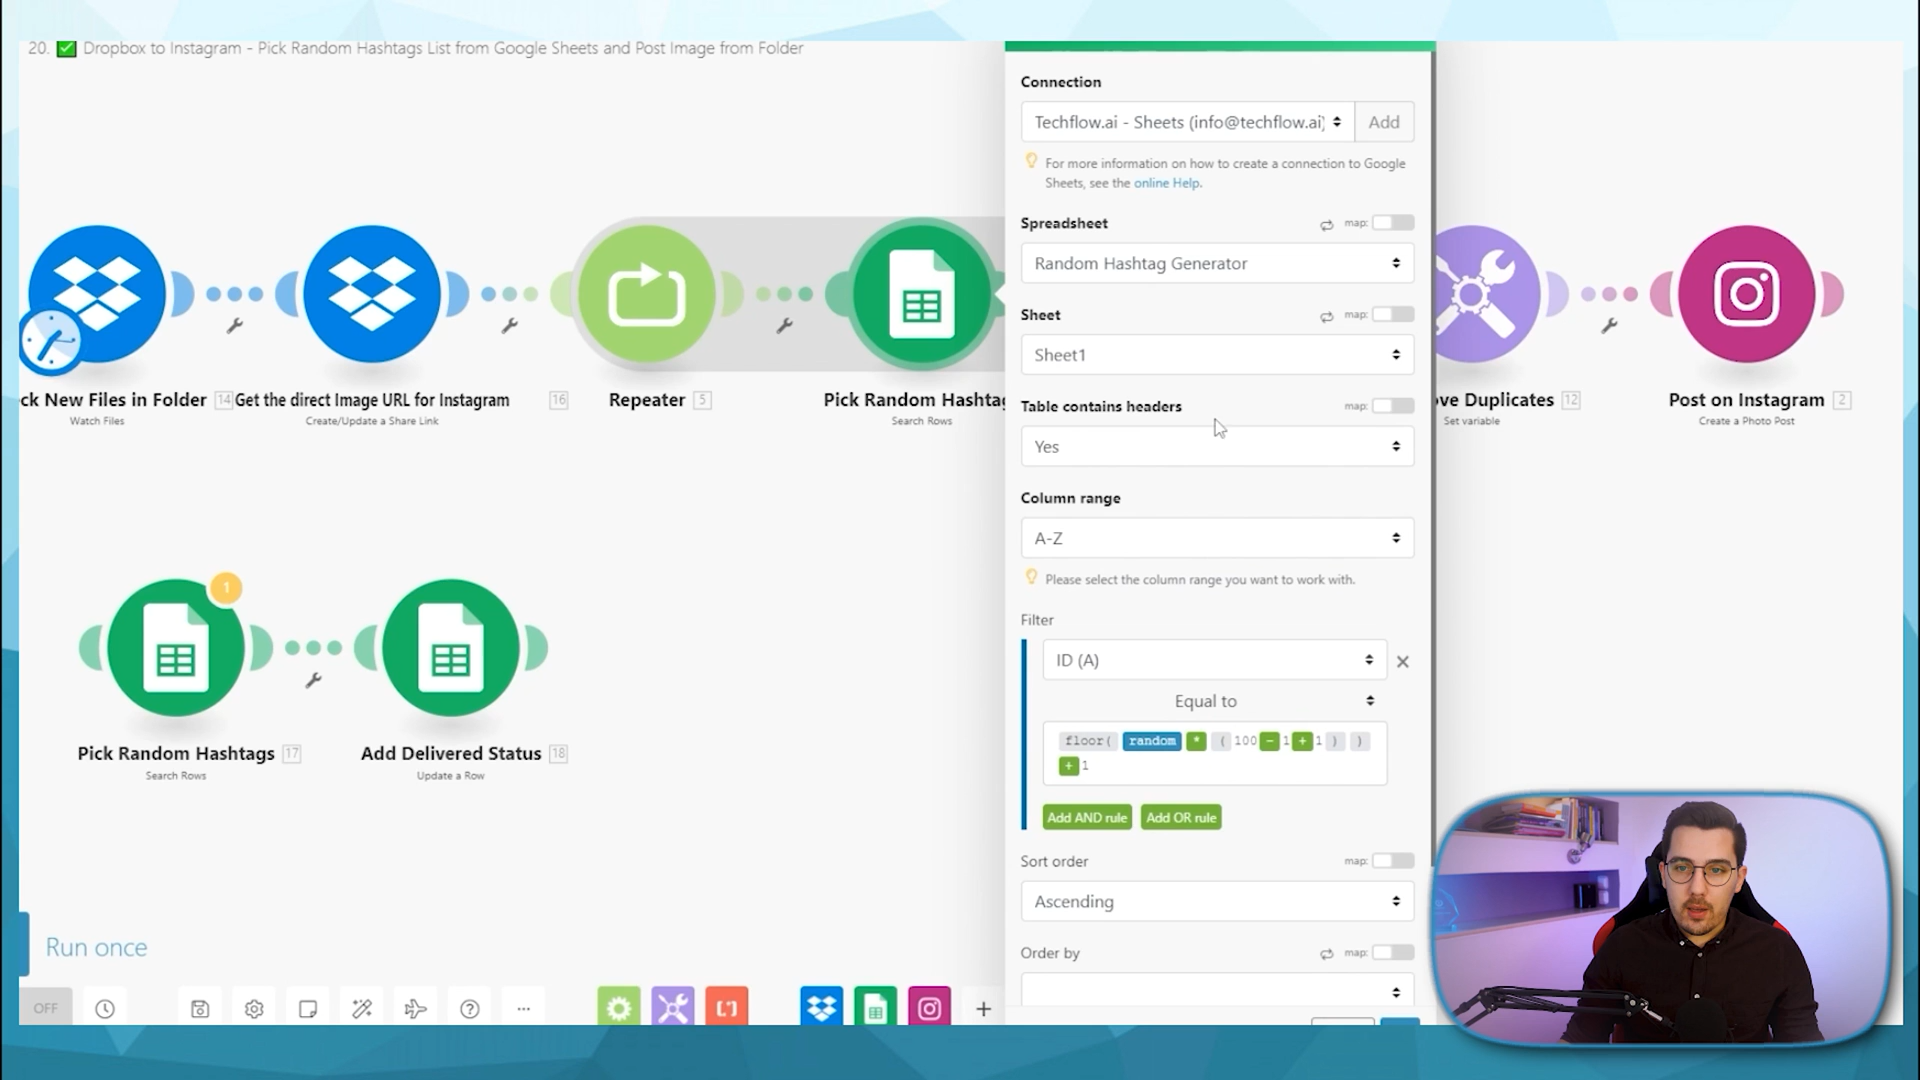 20. ✅ Dropbox to Instagram - Pick Random Hashtags List from Google Sheets and Post Image from Folder
Connection
Techflow.ai - Sheets (info@techflow.ai)
Add
For more information on how to create a connection to Google
Sheets, see the online Help.
Spreadsheet
map:
Random Hashtag Generator
Sheet
map:
Sheet1
Table contains headers
map:
Yes
Column range
A-Z
Please select the column range you want to work with.
Filter
ID (A)
Equal to
floor( random * ( 100 - 1 + 1 ) )
+ 1
Add AND rule
Add OR rule
Sort order
map:
Ascending
Order by
map:
ck New Files in Folder 14
Watch Files
Get the direct Image URL for Instagram 16
Create/Update a Share Link
Repeater 5
Pick Random Hashtag
Search Rows
ve Duplicates 12
Set variable
Post on Instagram 2
Create a Photo Post
1
Pick Random Hashtags 17
Search Rows
Add Delivered Status 18
Update a Row
Run once
OFF